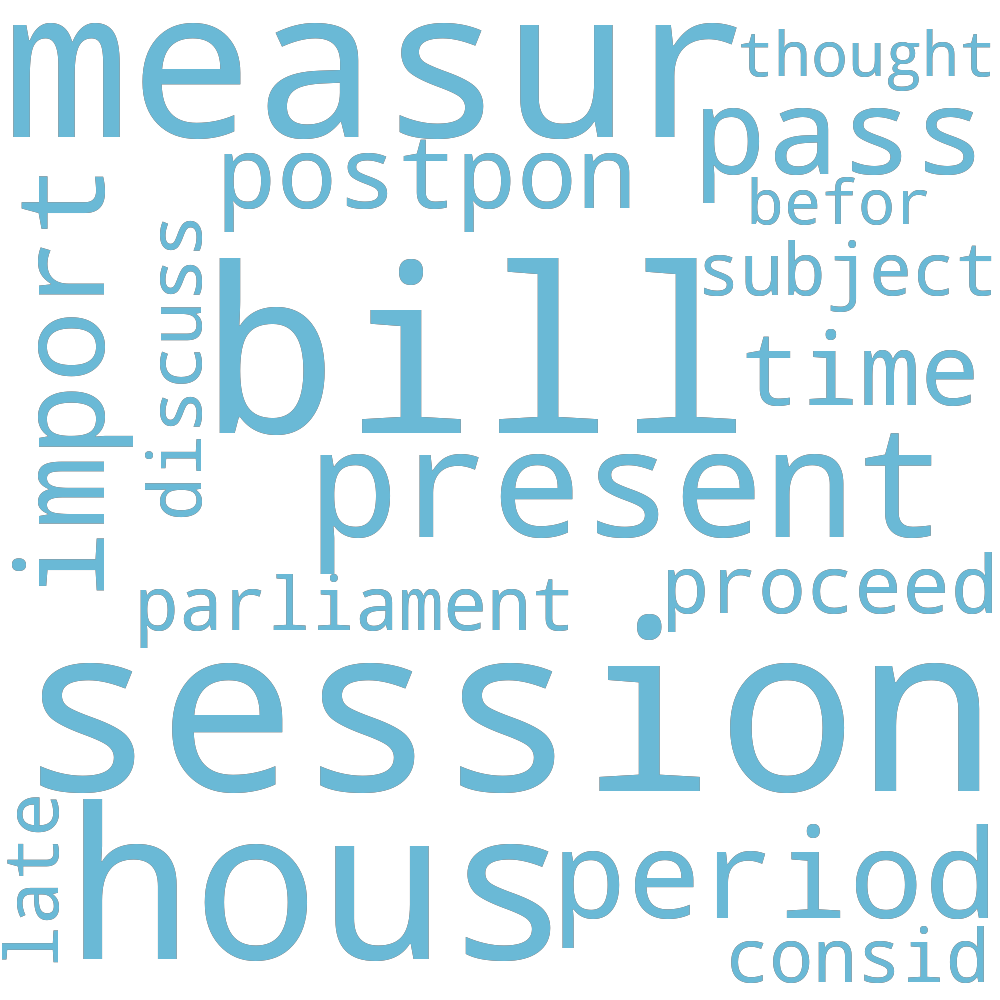 measur
thought
pass
postpon
befor
import
discuss
subject
bill
time
present
proceed
parliament
session
late
hous
period
consid